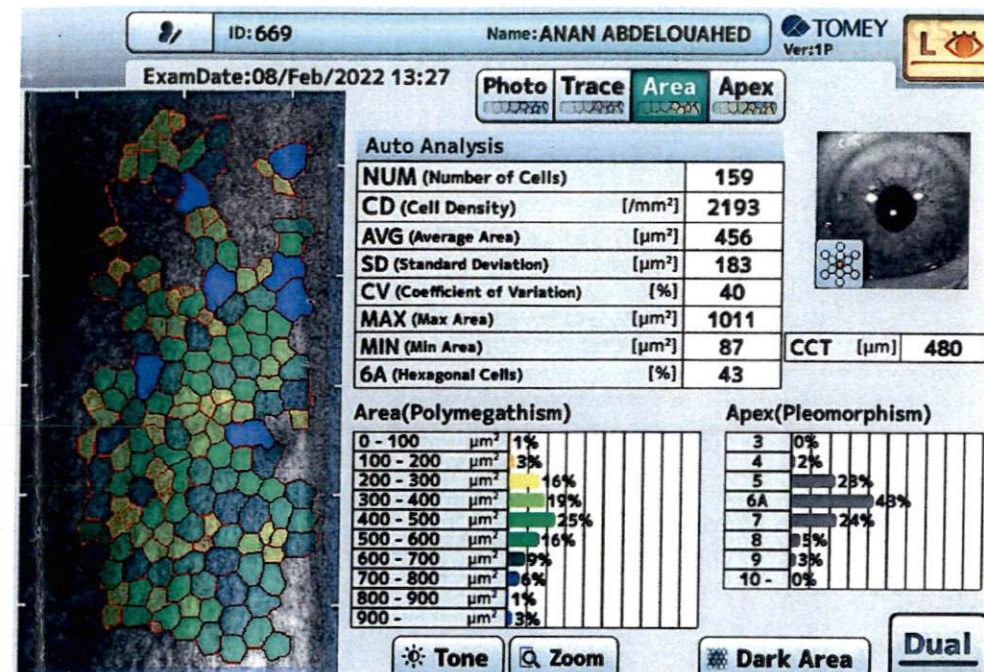 ID:669 Name:ANAN ABDELOUAHED TOMEY
Ver:1P
L
ExamDate:08/Feb/2022 13:27
Photo Trace Area Apex
Auto Analysis
NUM (Number of Cells) 159
CD (Cell Density) [/mm²] 2193
AVG (Average Area) [µm²] 456
SD (Standard Deviation) [µm²] 183
CV (Coefficient of Variation) [%] 40
MAX (Max Area) [µm²] 1011
MIN (Min Area) [µm²] 87
CCT [µm] 480
6A (Hexagonal Cells) [%] 43
Area(Polymegathism)
0 - 100 µm² 1%
100 - 200 µm² 3%
200 - 300 µm² 16%
300 - 400 µm² 19%
400 - 500 µm² 25%
500 - 600 µm² 16%
600 - 700 µm² 9%
700 - 800 µm² 6%
800 - 900 µm² 1%
900 - µm² 3%
Apex(Pleomorphism)
3 0%
4 2%
5 23%
6A 43%
7 24%
8 5%
9 3%
10 - 0%
Tone Zoom Dark Area Dual